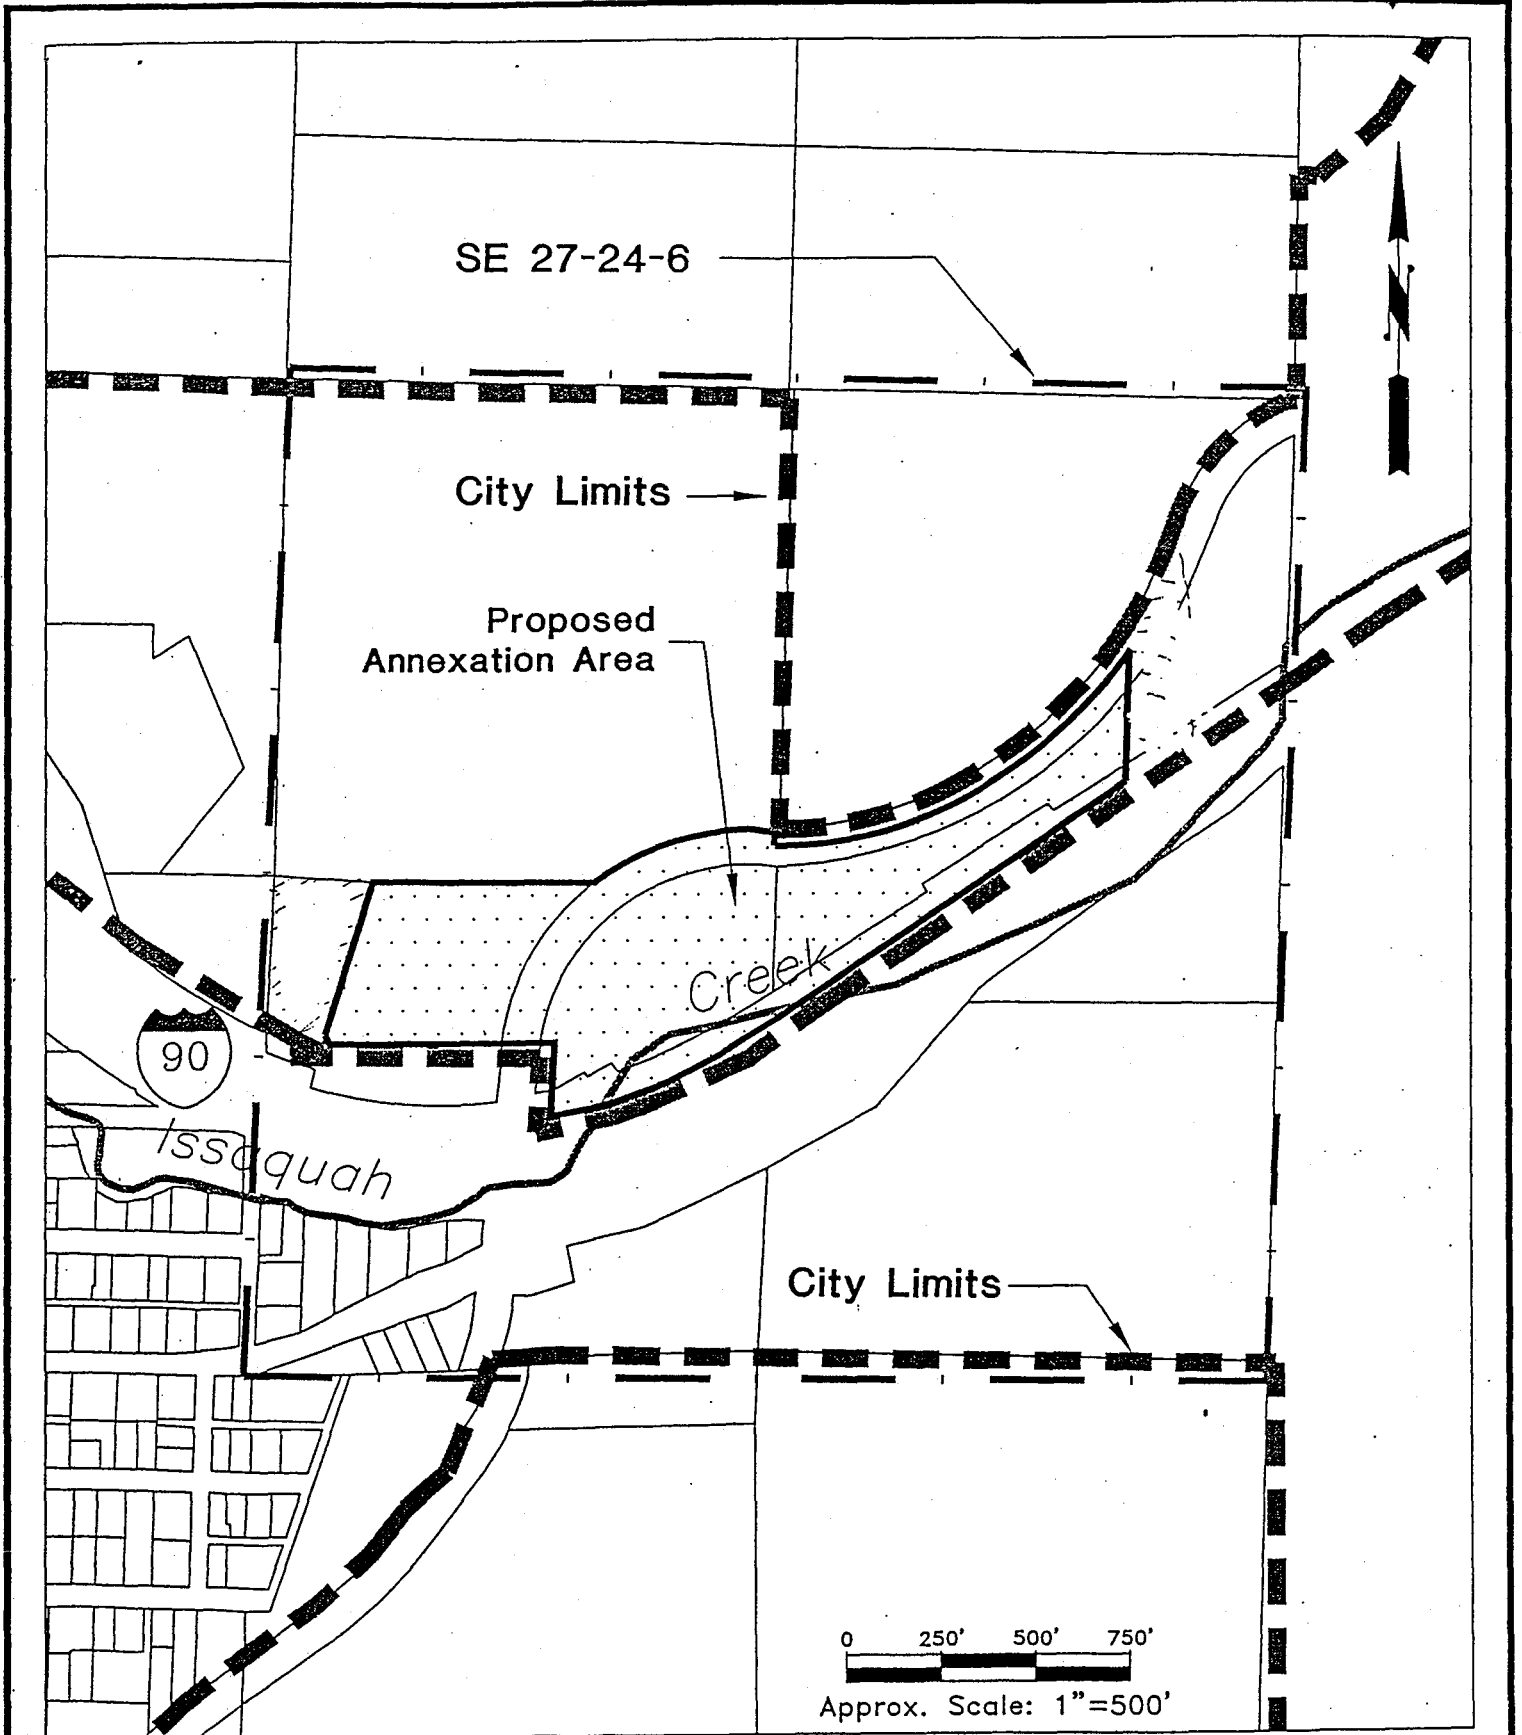 SE 27-24-6
N
City Limits
Proposed
Annexation Area
Creek
90
Issaquah
City Limits
0 250' 500' 750'
Approx. Scale: 1"=500'